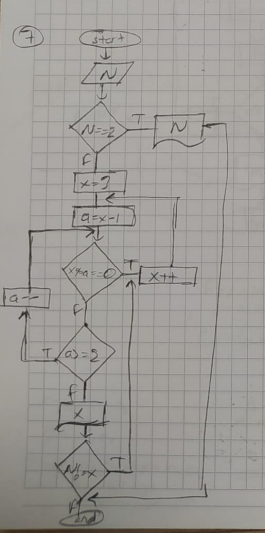 7
start
N
N==2
T
N
F
x=3
a=x-1
x%a==0
T
x++
F
a--
a>=2
T
F
x
T
F
end